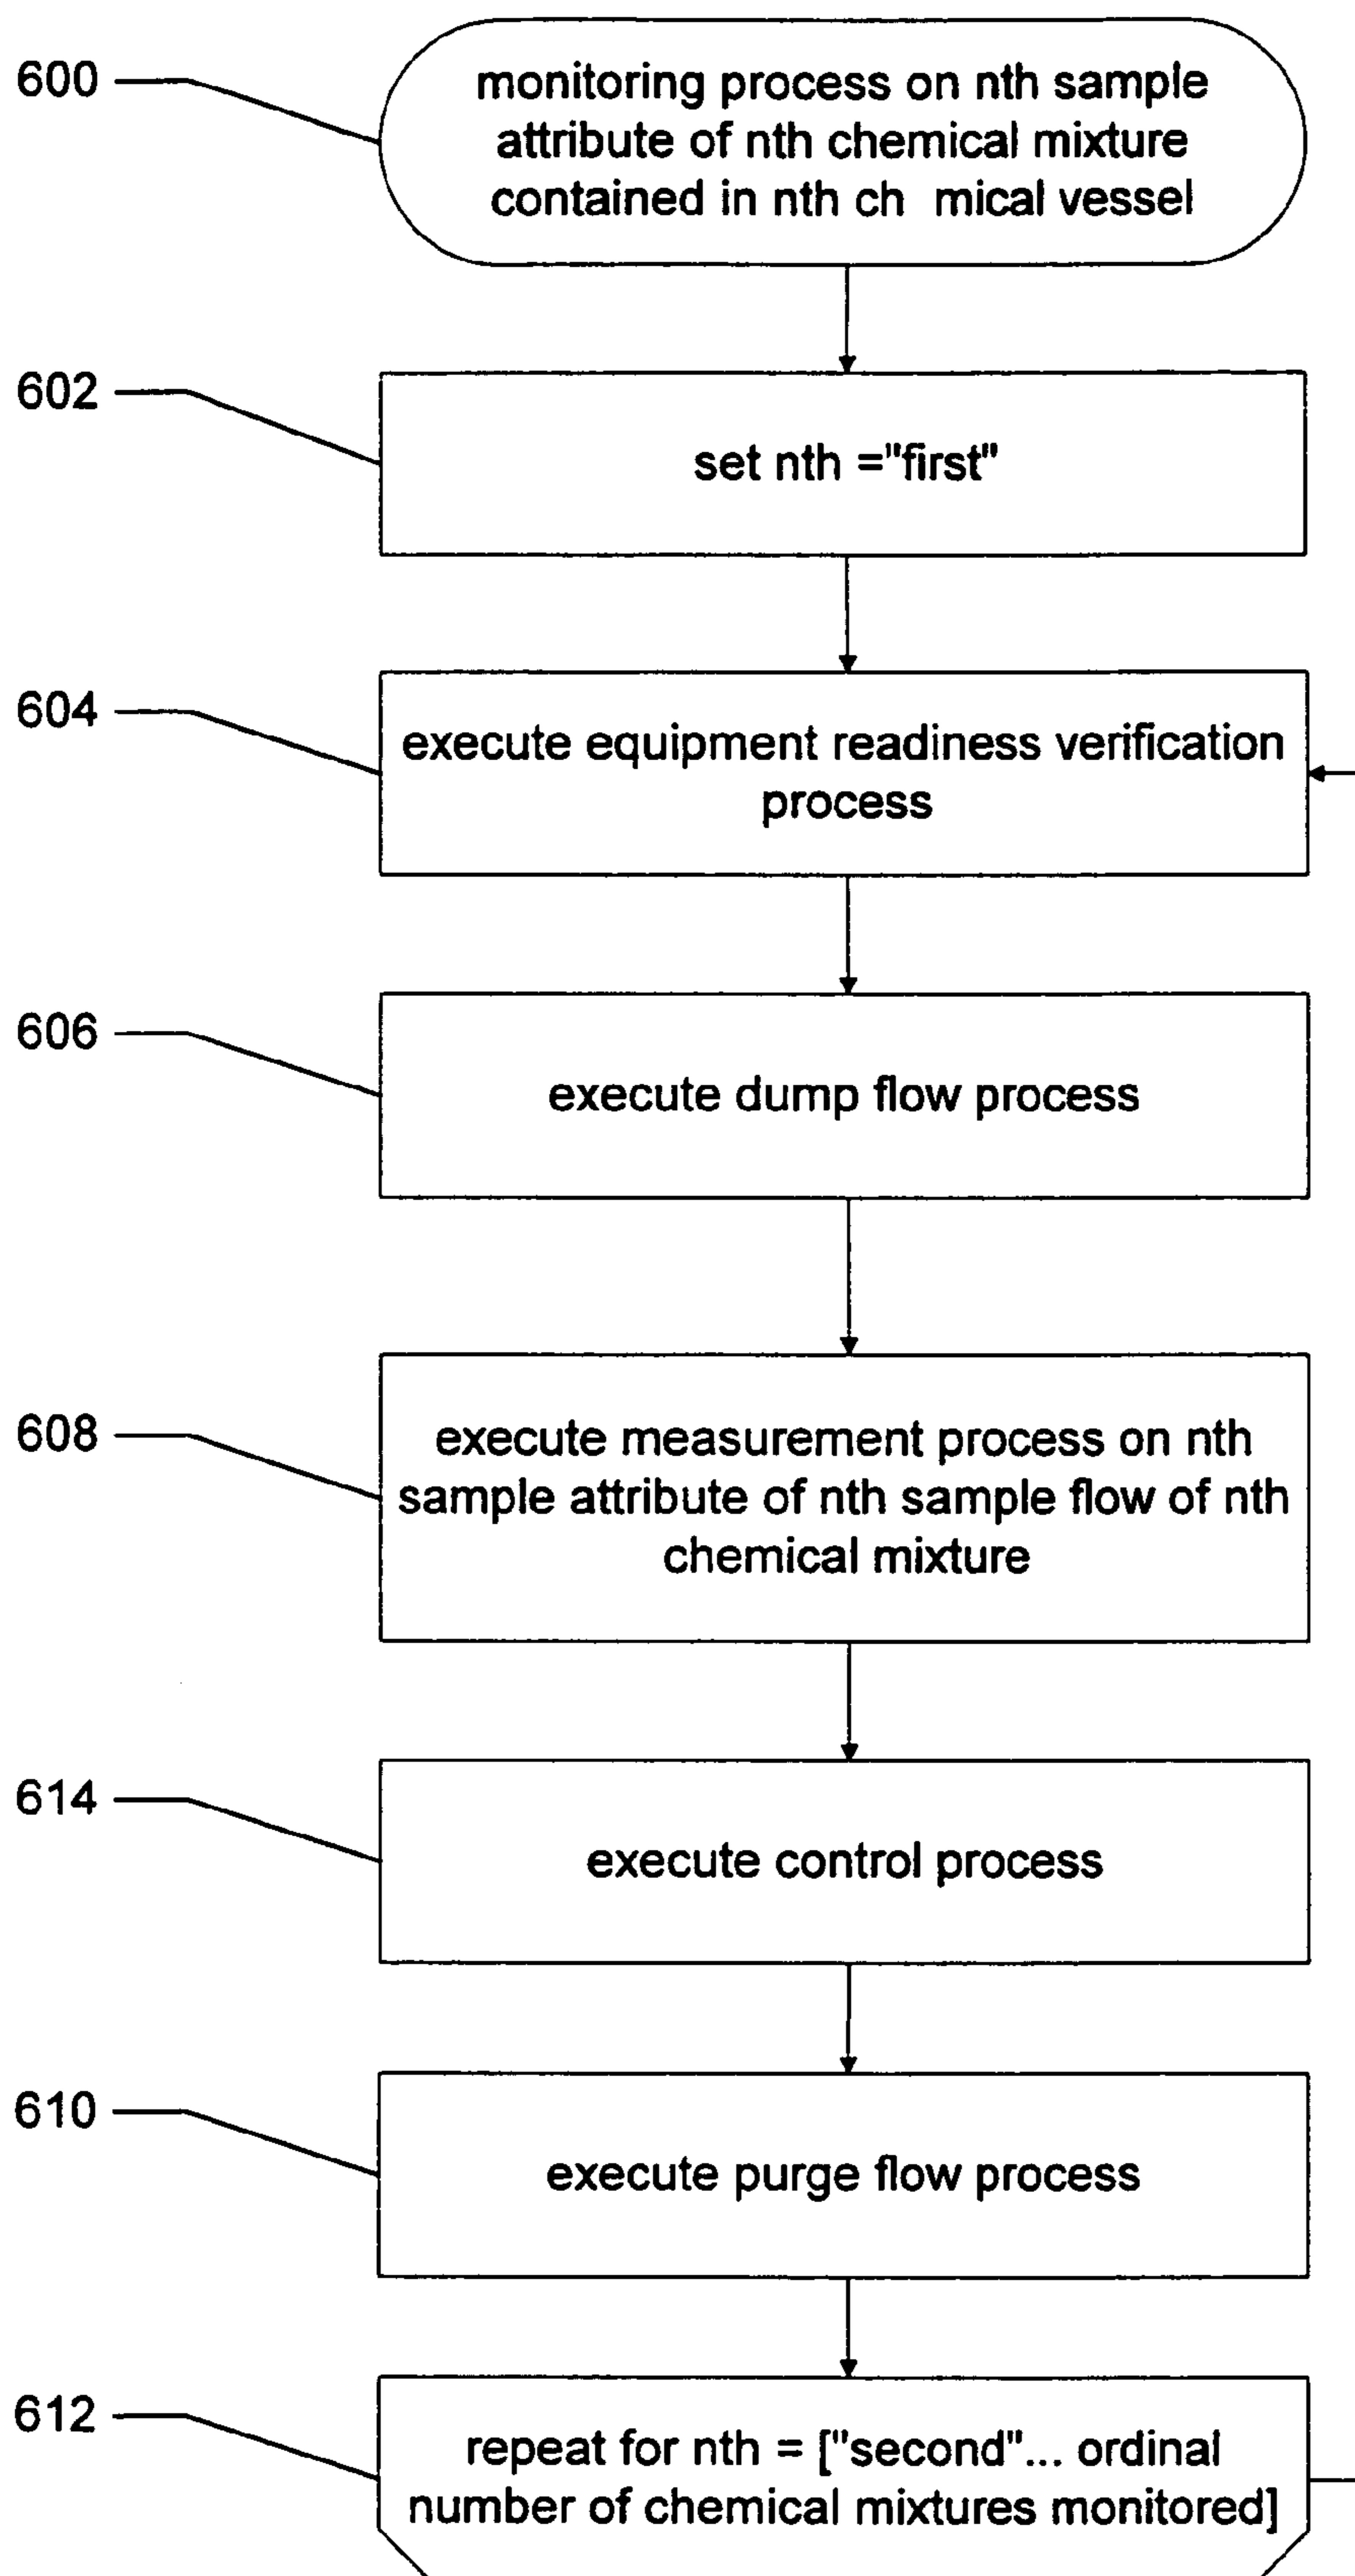 600
monitoring process on nth sample
attribute of nth chemical mixture
contained in nth ch mical vessel
602
set nth ="first"
604
execute equipment readiness verification
process
606
execute dump flow process
608
execute measurement process on nth
sample attribute of nth sample flow of nth
chemical mixture
614
execute control process
610
execute purge flow process
612
repeat for nth = ["second"... ordinal
number of chemical mixtures monitored]